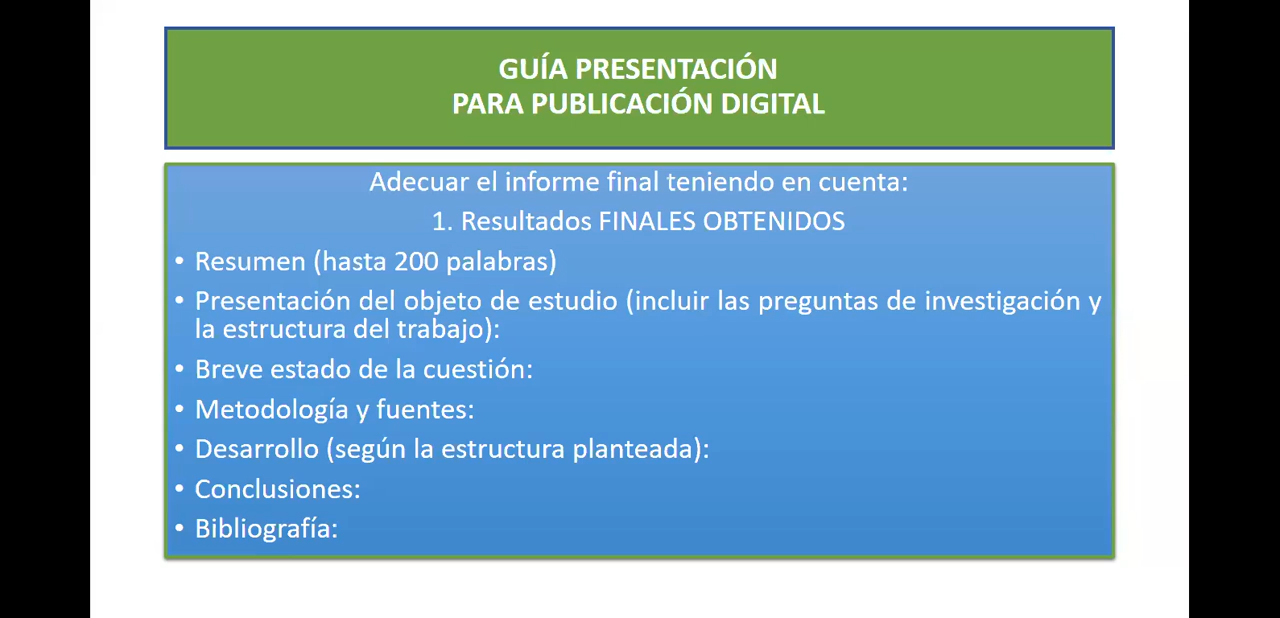 GUÍA PRESENTACIÓN
PARA PUBLICACIÓN DIGITAL
Adecuar el informe final teniendo en cuenta:
1. Resultados FINALES OBTENIDOS
• Resumen (hasta 200 palabras)
• Presentación del objeto de estudio (incluir las preguntas de investigación y
la estructura del trabajo):
• Breve estado de la cuestión:
• Metodología y fuentes:
• Desarrollo (según la estructura planteada):
• Conclusiones:
• Bibliografía: